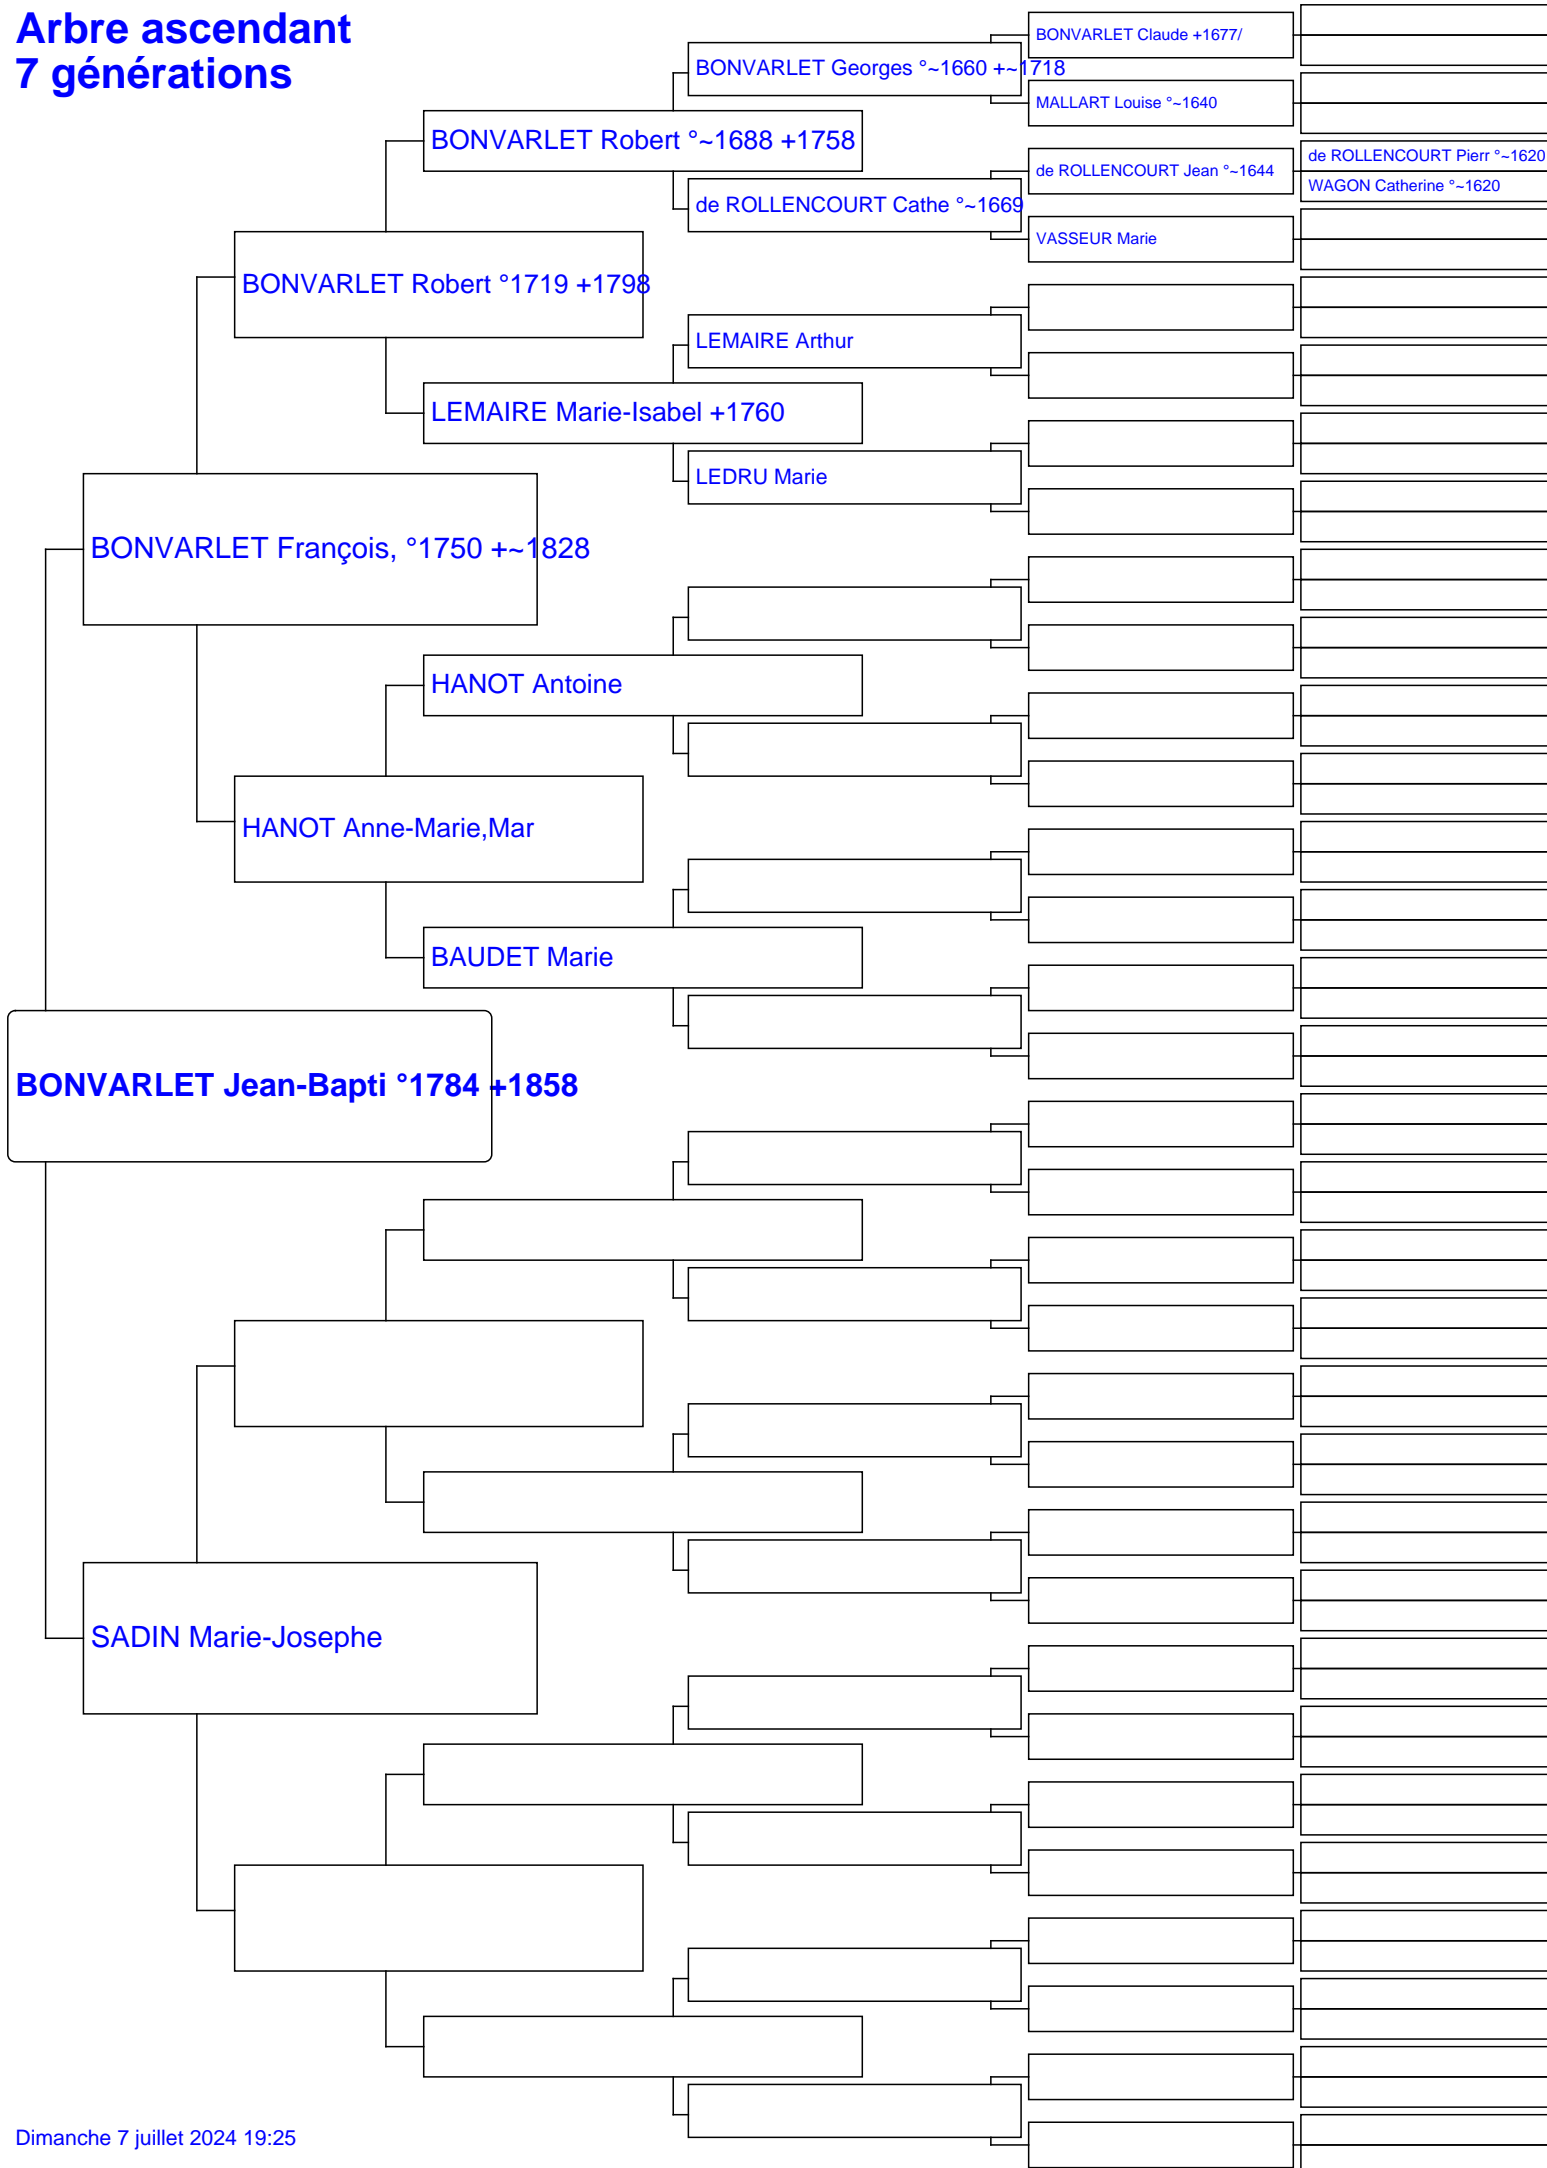 Arbre ascendant
7 générations
BONVARLET Claude +1677/
BONVARLET Georges °~1660 +~1718
MALLART Louise °~1640
BONVARLET Robert °~1688 +1758
de ROLLENCOURT Pierr °~1620
de ROLLENCOURT Jean °~1644
WAGON Catherine °~1620
de ROLLENCOURT Cathe °~1669
VASSEUR Marie
BONVARLET Robert °1719 +1798
LEMAIRE Arthur
LEMAIRE Marie-Isabel +1760
LEDRU Marie
BONVARLET François, °1750 +~1828
HANOT Antoine
HANOT Anne-Marie,Mar
BAUDET Marie
BONVARLET Jean-Bapti °1784 +1858
SADIN Marie-Josephe
Dimanche 7 juillet 2024 19:25